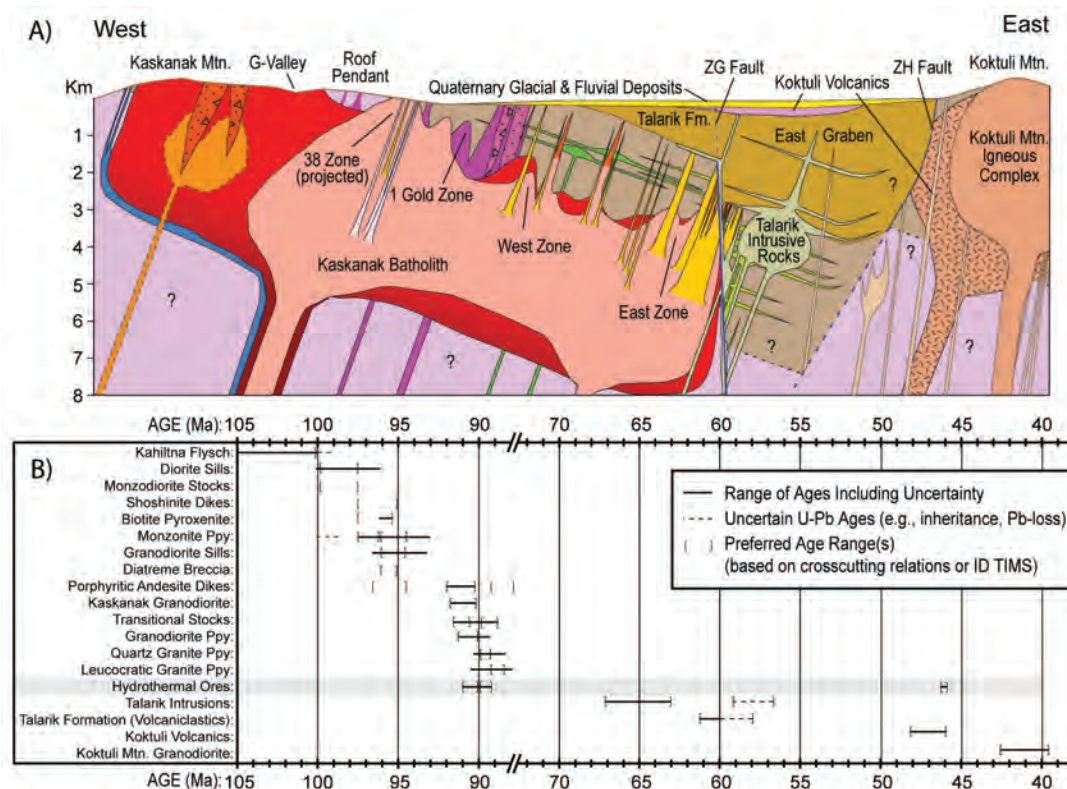 A)
West
East
Kaskanak Mtn.
G-Valley
Roof
Pendant
Quaternary Glacial & Fluvial Deposits
ZG Fault
Koktuli Volcanics
ZH Fault
Koktuli Mtn.
Km
1
2
3
4
5
6
7
8
38 Zone
(projected)
1 Gold Zone
West Zone
Kaskanak Batholith
East Zone
Talarik Fm.
East
Graben
Talarik
Intrusive
Rocks
Koktuli Mtn.
Igneous
Complex
?
?
?
?
?
?
AGE (Ma):
105 100 95 90 70 65 60 55 50 45 40
B)
Kahiltna Flysch:
Diorite Sills:
Monzodiorite Stocks:
Shoshinite Dikes:
Biotite Pyroxenite:
Monzonite Ppy:
Granodiorite Sills:
Diatreme Breccia:
Porphyritic Andesite Dikes:
Kaskanak Granodiorite:
Transitional Stocks:
Granodiorite Ppy:
Quartz Granite Ppy:
Leucocratic Granite Ppy:
Hydrothermal Ores:
Talarik Intrusions:
Talarik Formation (Volcaniclastics):
Koktuli Volcanics:
Koktuli Mtn. Granodiorite:
Range of Ages Including Uncertainty
Uncertain U-Pb Ages (e.g., inheritance, Pb-loss)
Preferred Age Range(s)
(based on crosscutting relations or ID TIMS)
AGE (Ma):
105 100 95 90 70 65 60 55 50 45 40